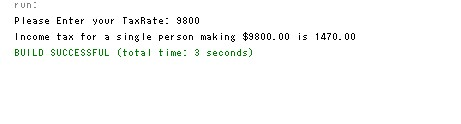 run:
Please Enter your TaxRate: 9800
Income tax for a single person making $9800.00 is 1470.00
BUILD SUCCESSFUL (total time: 3 seconds)